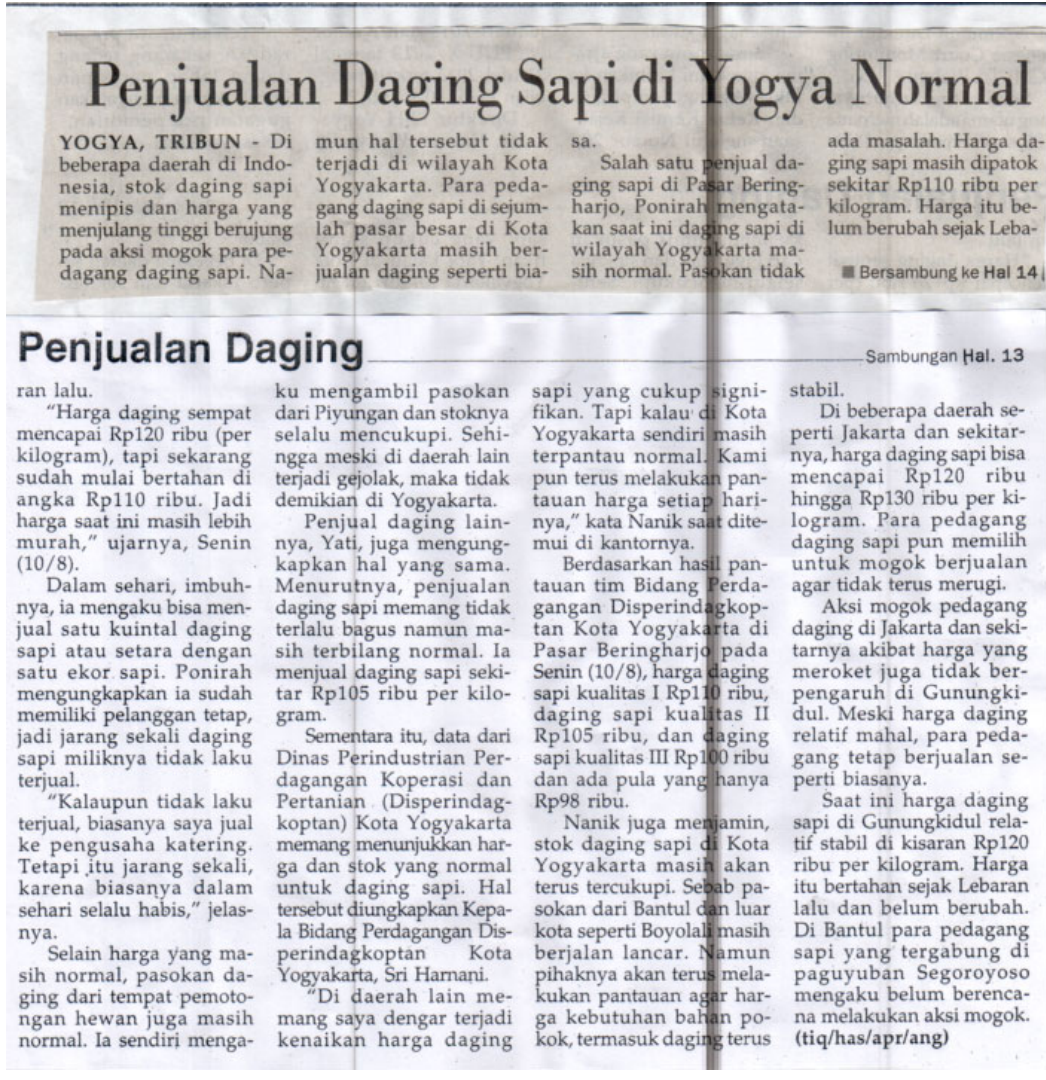 Penjualan Daging Sapi di Yogya Normal
YOGYA, TRIBUN - Di
beberapa daerah di Indo-
nesia, stok daging sapi
menipis dan harga yang
menjulang tinggi berujung
pada aksi mogok para pe-
dagang daging sapi. Na-
mun hal tersebut tidak
terjadi di wilayah Kota
Yogyakarta. Para peda-
gang daging sapi di sejum-
lah pasar besar di Kota
Yogyakarta masih ber-
jualan daging seperti bia-
sa.
Salah satu penjual da-
ging sapi di Pasar Bering-
harjo, Ponirah mengata-
kan saat ini daging sapi di
wilayah Yogyakarta ma-
sih normal. Pasokan tidak
ada masalah. Harga da-
ging sapi masih dipatok
sekitar Rp110 ribu per
kilogram. Harga itu be-
lum berubah sejak Leba-
■ Bersambung ke Hal 14
Penjualan Daging
Sambungan Hal. 13
ran lalu.
"Harga daging sempat
mencapai Rp120 ribu (per
kilogram), tapi sekarang
sudah mulai bertahan di
angka Rp110 ribu. Jadi
harga saat ini masih lebih
murah," ujarnya, Senin
(10/8).
Dalam sehari, imbuh-
nya, ia mengaku bisa men-
jual satu kuintal daging
sapi atau setara dengan
satu ekor sapi. Ponirah
mengungkapkan ia sudah
memiliki pelanggan tetap,
jadi jarang sekali daging
sapi miliknya tidak laku
terjual.
"Kalaupun tidak laku
terjual, biasanya saya jual
ke pengusaha katering.
Tetapi itu jarang sekali,
karena biasanya dalam
sehari selalu habis," jelas-
nya.
Selain harga yang ma-
sih normal, pasokan da-
ging dari tempat pemoto-
ngan hewan juga masih
normal. Ia sendiri menga-
ku mengambil pasokan
dari Piyungan dan stoknya
selalu mencukupi. Sehi-
ngga meski di daerah lain
terjadi gejolak, maka tidak
demikian di Yogyakarta.
Penjual daging lain-
nya, Yati, juga mengung-
kapkan hal yang sama.
Menurutnya, penjualan
daging sapi memang tidak
terlalu bagus namun ma-
sih terbilang normal. Ia
menjual daging sapi seki-
tar Rp105 ribu per kilo-
gram.
Sementara itu, data dari
Dinas Perindustrian Per-
dagangan Koperasi dan
Pertanian (Disperindag-
koptan) Kota Yogyakarta
memang menunjukkan har-
ga dan stok yang normal
untuk daging sapi. Hal
tersebut diungkapkan Kepa-
la Bidang Perdagangan Dis-
perindagkoptan Kota
Yogyakarta, Sri Harnani.
"Di daerah lain me-
mang saya dengar terjadi
kenaikan harga daging
sapi yang cukup signi-
fikan. Tapi kalau di Kota
Yogyakarta sendiri masih
terpantau normal. Kami
pun terus melakukan pan-
tauan harga setiap hari-
nya," kata Nanik saat dite-
mui di kantornya.
Berdasarkan hasil pan-
tauan tim Bidang Perda-
gangan Disperindagkop-
tan Kota Yogyakarta di
Pasar Beringharjo pada
Senin (10/8), harga daging
sapi kualitas I Rp110 ribu,
daging sapi kualitas II
Rp105 ribu, dan daging
sapi kualitas III Rp100 ribu
dan ada pula yang hanya
Rp98 ribu.
Nanik juga menjamin,
stok daging sapi di Kota
Yogyakarta masih akan
terus tercukupi. Sebab pa-
sokan dari Bantul dan luar
kota seperti Boyolali masih
berjalan lancar. Namun
pihaknya akan terus mela-
kukan pantauan agar har-
ga kebutuhan bahan po-
kok, termasuk daging terus
stabil.
Di beberapa daerah se-
perti Jakarta dan sekitar-
nya, harga daging sapi bisa
mencapai Rp120 ribu
hingga Rp130 ribu per ki-
logram. Para pedagang
daging sapi pun memilih
untuk mogok berjualan
agar tidak terus merugi.
Aksi mogok pedagang
daging di Jakarta dan seki-
tarnya akibat harga yang
meroket juga tidak ber-
pengaruh di Gunungki-
dul. Meski harga daging
relatif mahal, para peda-
gang tetap berjualan se-
perti biasanya.
Saat ini harga daging
sapi di Gunungkidul rela-
tif stabil di kisaran Rp120
ribu per kilogram. Harga
itu bertahan sejak Lebaran
lalu dan belum berubah.
Di Bantul para pedagang
sapi yang tergabung di
paguyuban Segoroyoso
mengaku belum berenca-
na melakukan aksi mogok.
(tiq/has/apr/ang)